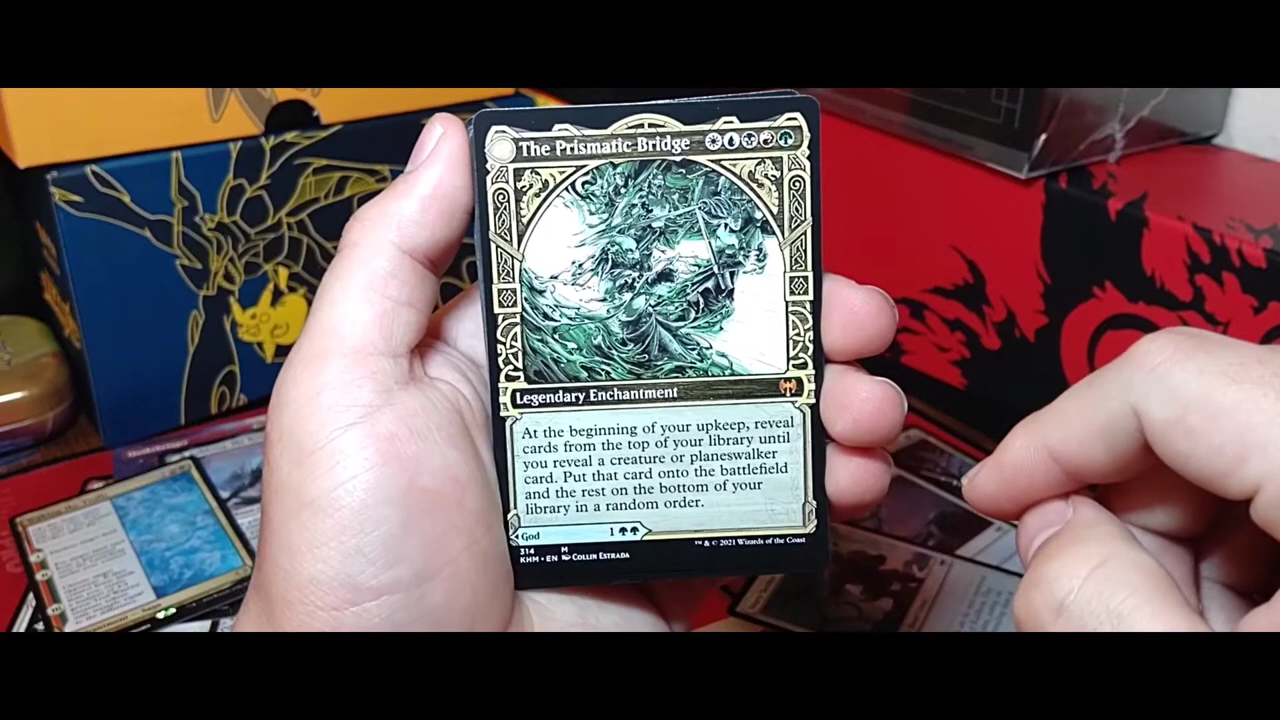 The Prismatic Bridge
Legendary Enchantment
At the beginning of your upkeep, reveal
cards from the top of your library until
you reveal a creature or planeswalker
card. Put that card onto the battlefield
and the rest on the bottom of your
library in a random order.
God 1
314 M
KHM • EN COLLIN ESTRADA
™ & © 2021 Wizards of the Coast